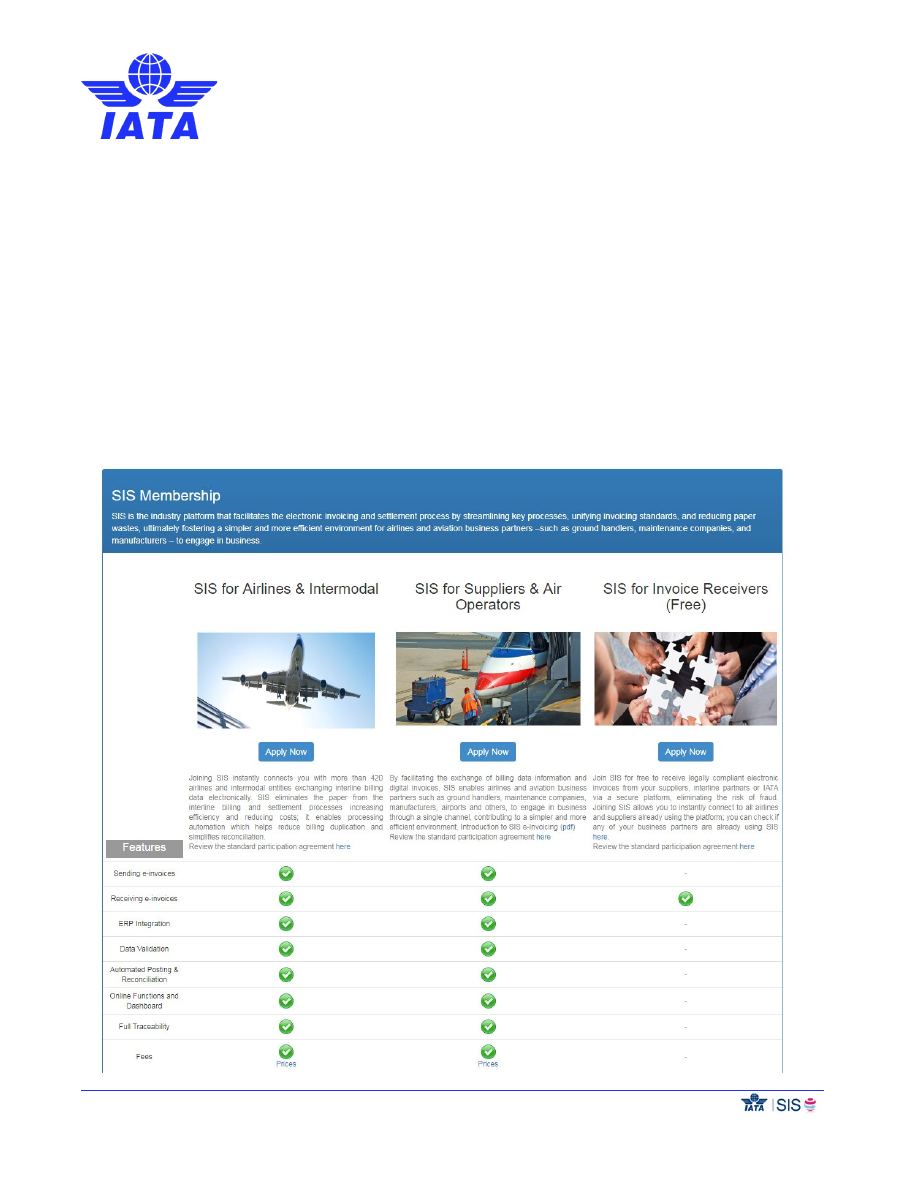 IATA
SIS Membership
SIS is the industry platform that facilitates the electronic invoicing and settlement process by streamlining key processes, unifying invoicing standards, and reducing paper
wastes, ultimately fostering a simpler and more efficient environment for airlines and aviation business partners –such as ground handlers, maintenance companies, and
manufacturers – to engage in business.
SIS for Airlines & Intermodal
Apply Now
Joining SIS instantly connects you with more than 420
airlines and intermodal entities exchanging interline billing
data electronically. SIS eliminates the paper from the
interline billing and settlement processes increasing
efficiency and reducing costs; it enables processing
automation which helps reduce billing duplication and
simplifies reconciliation.
Review the standard participation agreement here
SIS for Suppliers & Air
Operators
Apply Now
By facilitating the exchange of billing data information and
digital invoices, SIS enables airlines and aviation business
partners such as ground handlers, maintenance companies,
manufacturers, airports and others, to engage in business
through a single channel, contributing to a simpler and more
efficient environment. Introduction to SIS e-invoicing (pdf)
Review the standard participation agreement here
SIS for Invoice Receivers
(Free)
Apply Now
Join SIS for free to receive legally compliant electronic
invoices from your suppliers, interline partners or IATA
via a secure platform, eliminating the risk of fraud.
Joining SIS allows you to instantly connect to all airlines
and suppliers already using the platform; you can check if
any of your business partners are already using SIS
here.
Review the standard participation agreement here
Features
Sending e-invoices -
Receiving e-invoices
ERP Integration -
Data Validation -
Automated Posting &
Reconciliation -
Online Functions and
Dashboard -
Full Traceability -
Fees -
Prices Prices
IATA | SIS